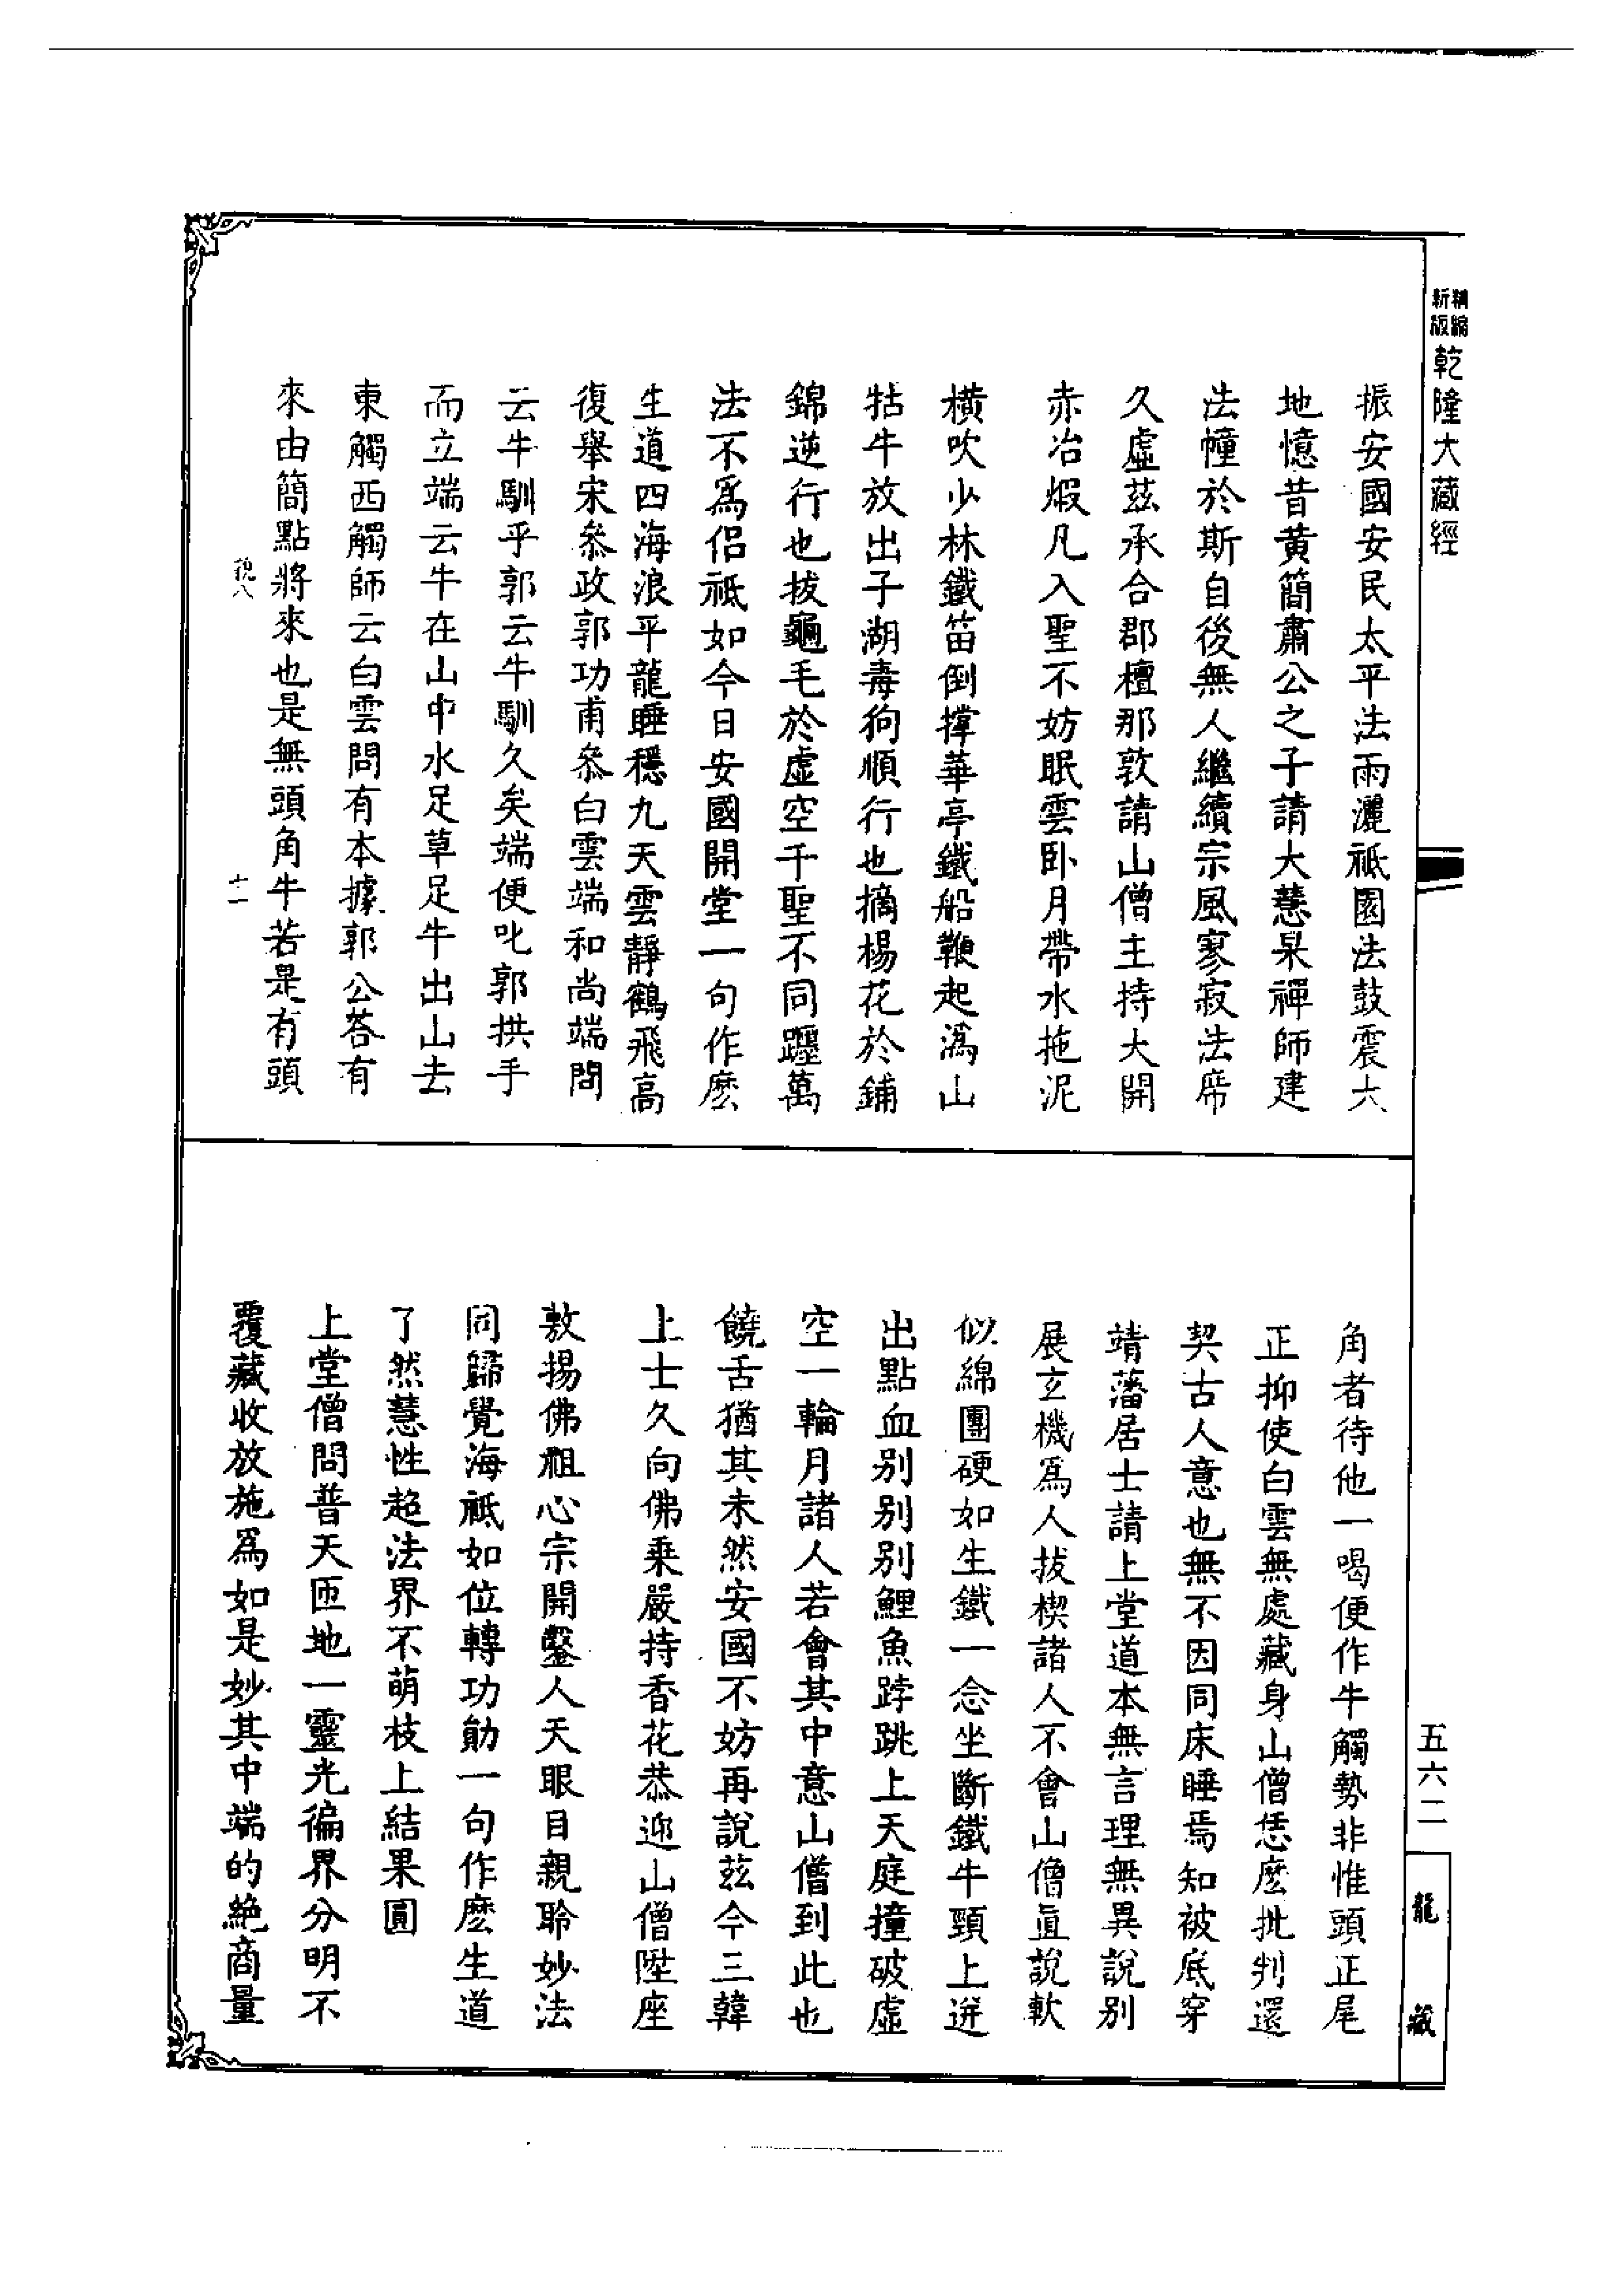 精縮新版乾隆大藏經
振安國安民太平法雨灑祇園法鼓震大
地憶昔黃簡肅公之子請大慧杲禪師建
法幢於斯自後無人繼續宗風寥寂法席
久虛茲承合郡檀那敦請山僧主持大開
赤冶煆凡入聖不妨眠雲卧月帶水拖泥
橫吹少林鐵笛倒撑華亭鐵船鞭起溈山
牯牛放出子湖毒狗順行也摘楊花於鋪
錦逆行也拔龜毛於虛空千聖不同躔萬
法不爲侶祇如今日安國開堂一句作麽
生道四海浪平龍睡穩九天雲靜鶴飛高
復舉宋叅政郭功甫叅白雲端和尚端問
云牛馴乎郭云牛馴久矣端便叱郭拱手
而立端云牛在山中水足草足牛出山去
東觸西觸師云白雲問有本據郭公荅有
來由簡點將來也是無頭角牛若是有頭
十一
角者待他一喝便作牛觸勢非惟頭正尾
正抑使白雲無處藏身山僧恁麽批判還
契古人意也無不因同床睡焉知被底穿
靖藩居士請上堂道本無言理無異說別
展玄機爲人拔楔諸人不會山僧直說軟
似綿團硬如生鐵一念坐斷鐵牛頸上迸
出點血別別別鯉魚踍跳上天庭撞破虛
空一輪月諸人若會其中意山僧到此也
饒舌猶其未然安國不妨再說茲今三韓
上士久向佛乗嚴持香花恭迎山僧陞座
敷揚佛祖心宗開鑿人天眼目親聆妙法
同歸覺海祇如位轉功勛一句作麽生道
了然慧性超法界不萌枝上結果圓
上堂僧問普天匝地一靈光徧界分明不
覆藏收放施爲如是妙其中端的絶商量
五六二
龍藏